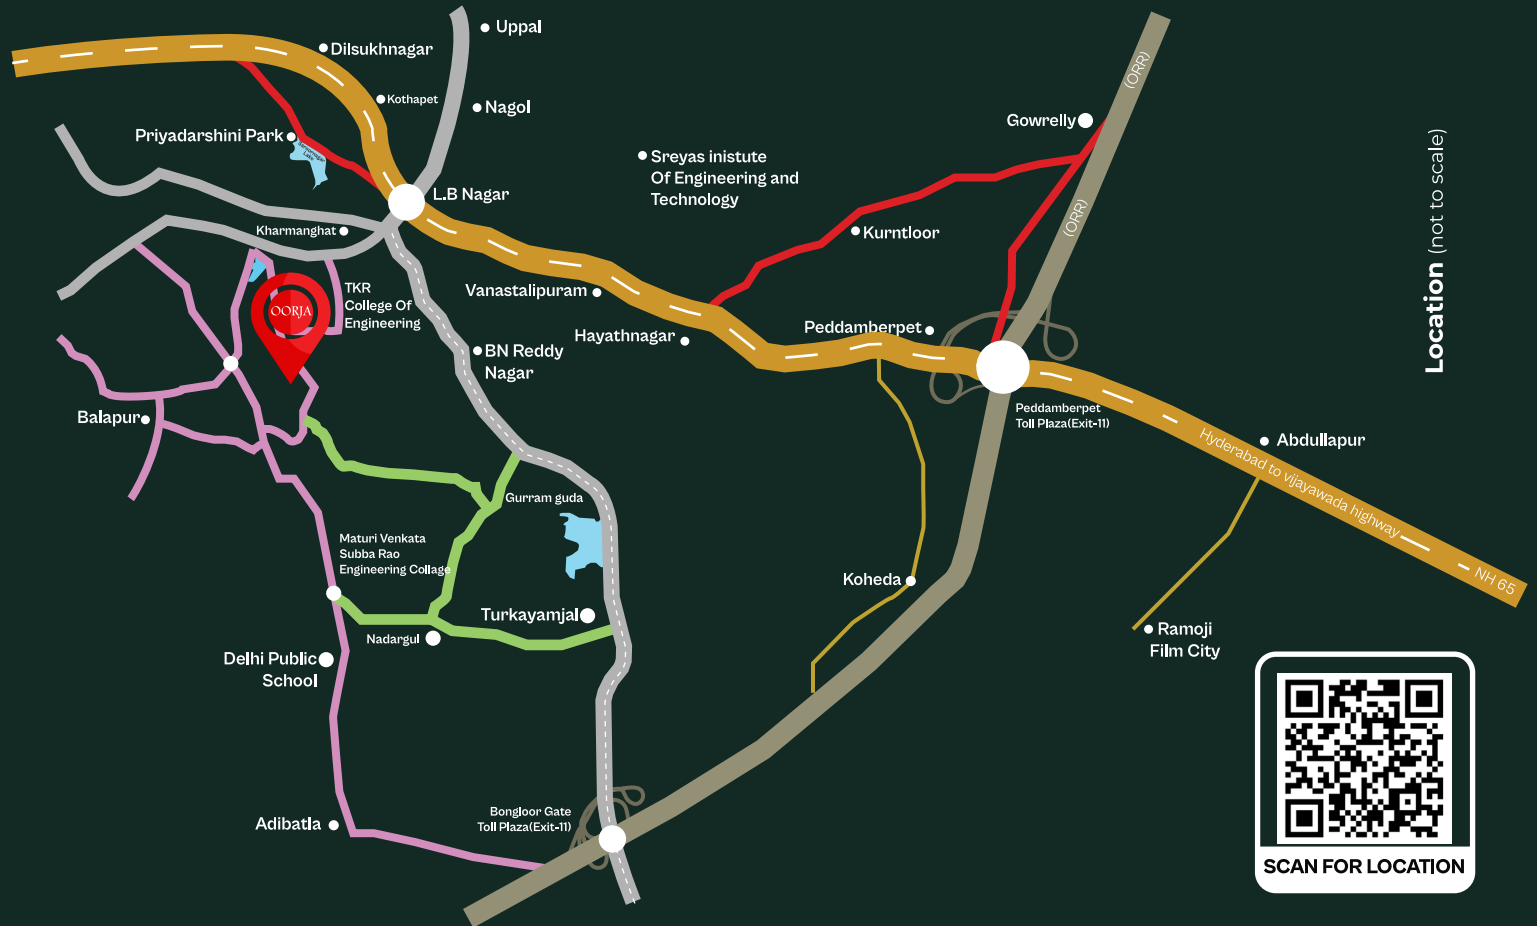 Uppal
Dilsukhnagar
Kothapet
Nagol
Priyadarshini Park
L.B Nagar
Kharmanghat
Sreyas inistute
Of Engineering and
Technology
Gowrelly
(ORR)
(ORR)
Kurntloor
Location (not to scale)
OORJA
TKR
College Of
Engineering
Vanastalipuram
Hayathnagar
Peddamberpet
BN Reddy
Nagar
Balapur
Peddamberpet
Toll Plaza(Exit-11)
Abdullapur
Hyderabad to vijayawada highway
NH 65
Gurram guda
Maturi Venkata
Subba Rao
Engineering Collage
Koheda
Turkayamjal
Nadargul
Ramoji
Film City
Delhi Public
School
Bongloor Gate
Toll Plaza(Exit-11)
Adibatla
SCAN FOR LOCATION